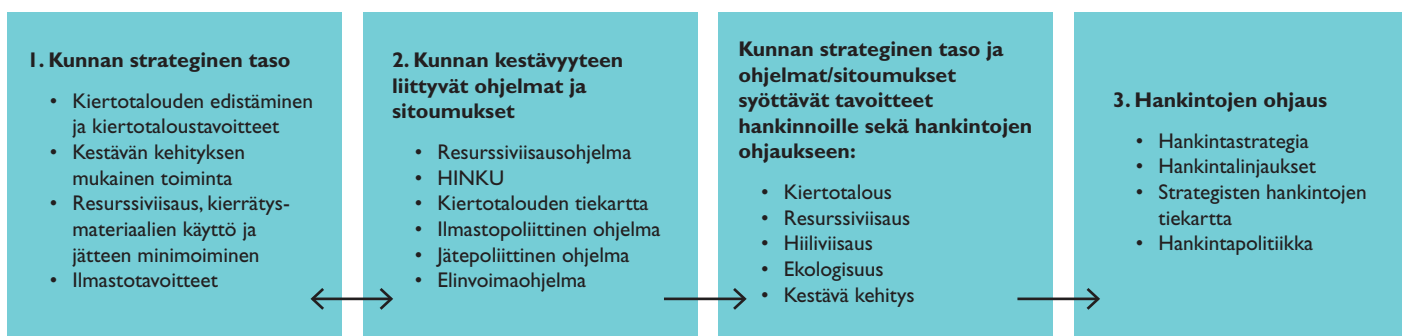 1. Kunnan strateginen taso
• Kiertotalouden edistäminen
ja kiertotaloustavoitteet
• Kestävän kehityksen
mukainen toiminta
• Resurssiviisaus, kierrätys-
materiaalien käyttö ja
jätteen minimoiminen
• Ilmastotavoitteet
2. Kunnan kestävyyteen
liittyvät ohjelmat ja
sitoumukset
• Resurssiviisausohjelma
• HINKU
• Kiertotalouden tiekartta
• Ilmastopoliittinen ohjelma
• Jätepoliittinen ohjelma
• Elinvoimaohjelma
Kunnan strateginen taso ja
ohjelmat/sitoumukset
syöttävät tavoitteet
hankinnoille sekä hankintojen
ohjaukseen:
• Kiertotalous
• Resurssiviisaus
• Hiiliviisaus
• Ekologisuus
• Kestävä kehitys
3. Hankintojen ohjaus
• Hankintastrategia
• Hankintalinjaukset
• Strategisten hankintojen
tiekartta
• Hankintapolitiikka